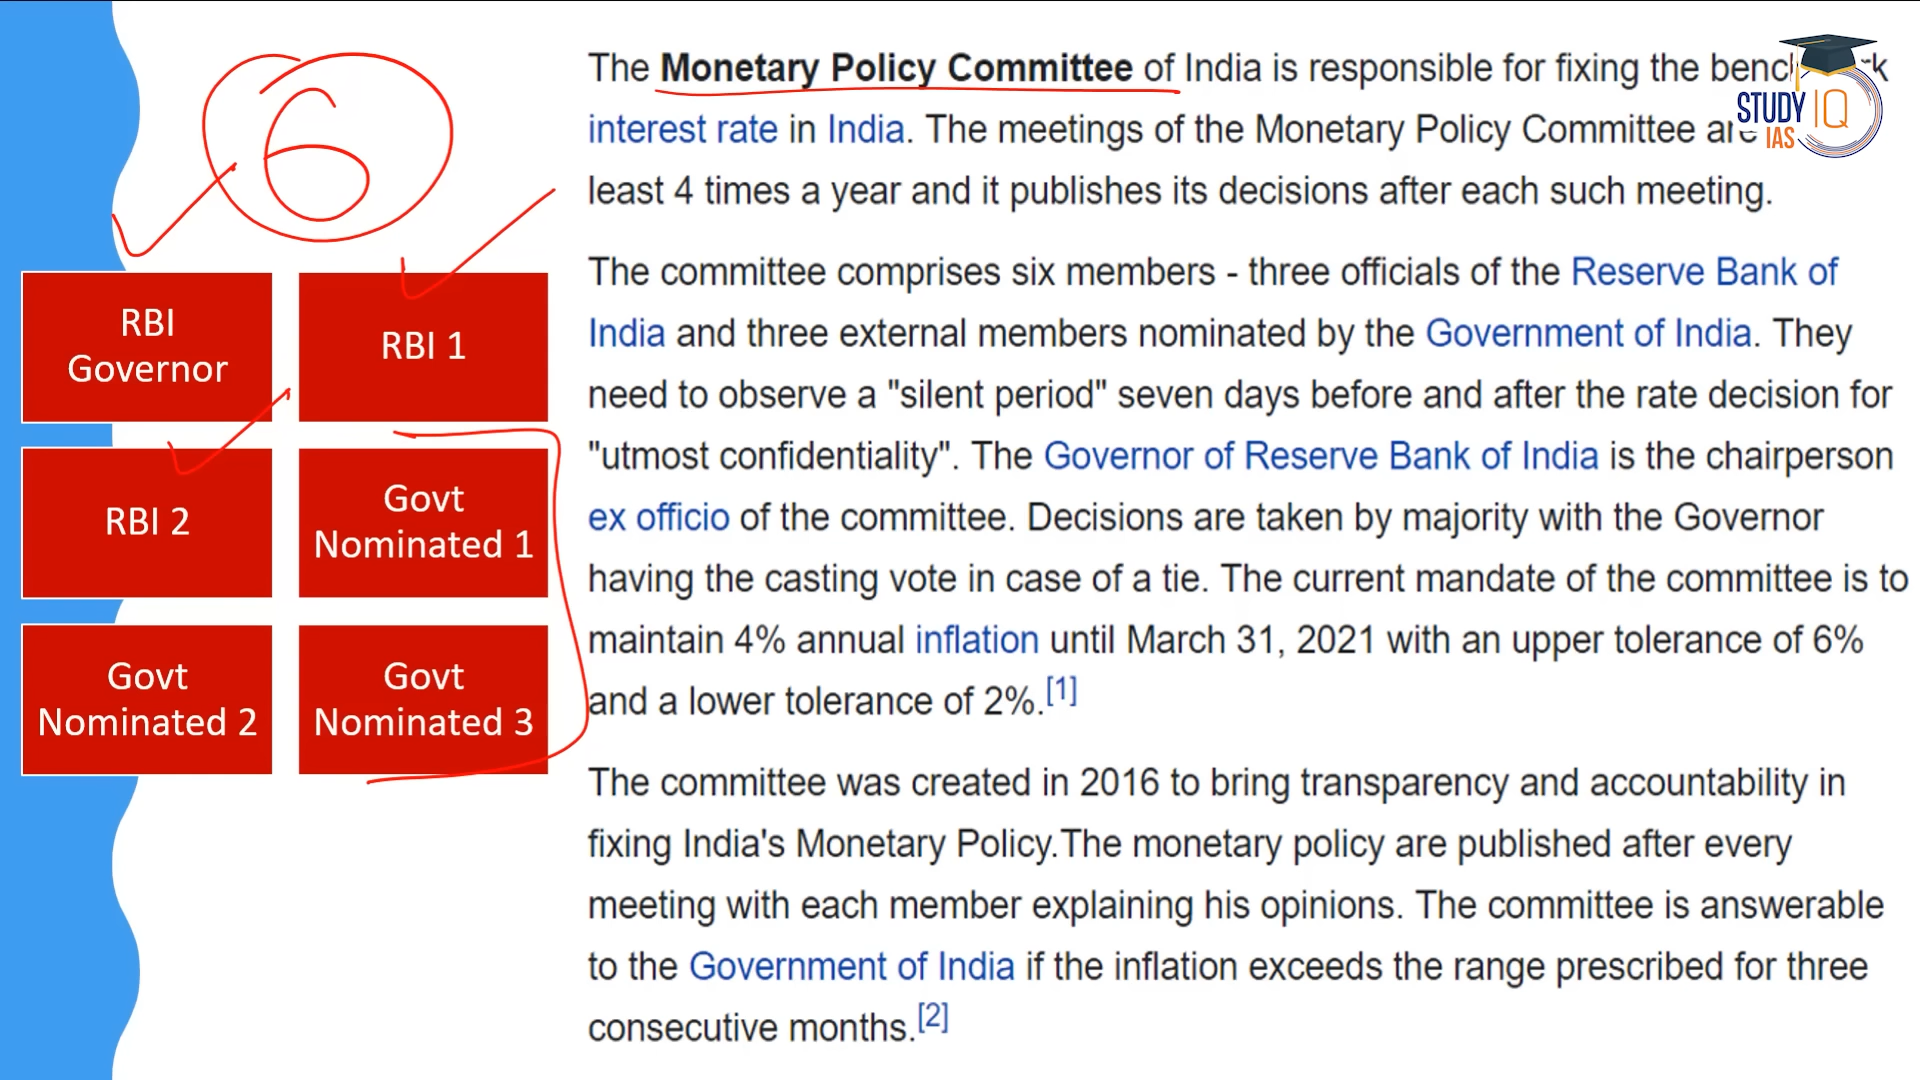 6
RBI
Governor
RBI 1
RBI 2
Govt
Nominated 1
Govt
Nominated 2
Govt
Nominated 3
The Monetary Policy Committee of India is responsible for fixing the
interest rate in India. The meetings of the Monetary Policy Committee are
least 4 times a year and it publishes its decisions after each such meeting.
The committee comprises six members - three officials of the Reserve Bank of
India and three external members nominated by the Government of India. They
need to observe a "silent period" seven days before and after the rate decision for
"utmost confidentiality". The Governor of Reserve Bank of India is the chairperson
ex officio of the committee. Decisions are taken by majority with the Governor
having the casting vote in case of a tie. The current mandate of the committee is to
maintain 4% annual inflation until March 31, 2021 with an upper tolerance of 6%
and a lower tolerance of 2%.[1]
The committee was created in 2016 to bring transparency and accountability in
fixing India's Monetary Policy.The monetary policy are published after every
meeting with each member explaining his opinions. The committee is answerable
to the Government of India if the inflation exceeds the range prescribed for three
consecutive months.[2]
STUDY IQ
IAS